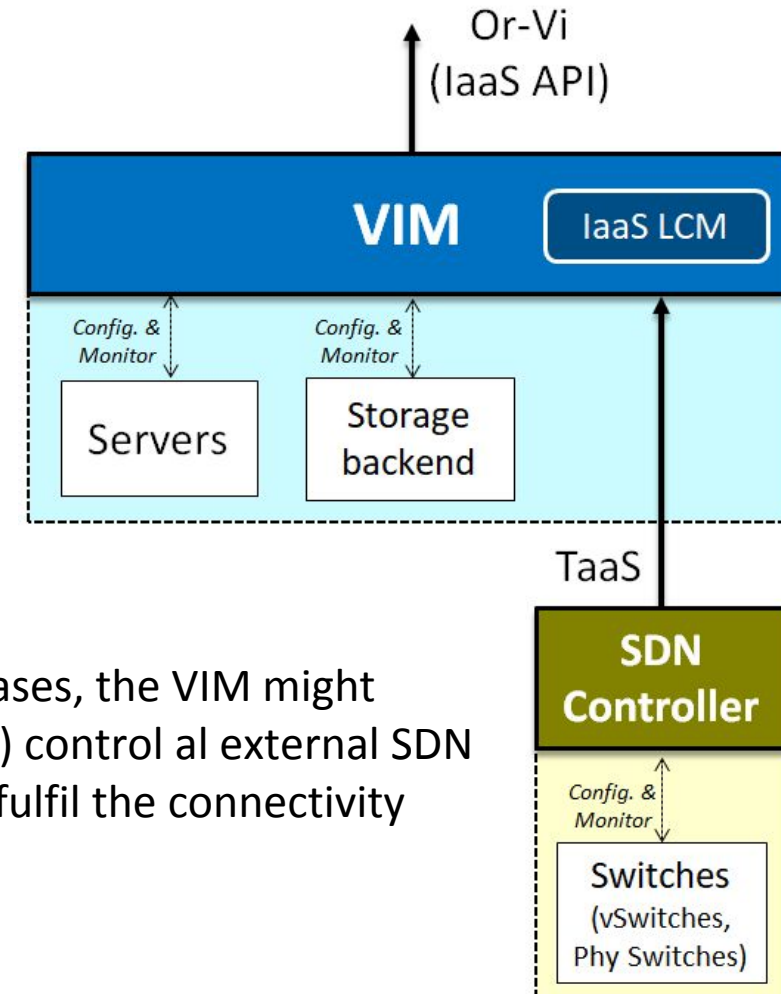 Or-Vi
(IaaS API)
VIM
IaaS LCM
Config. &
Monitor
Config. &
Monitor
Servers
Storage
backend
TaaS
SDN
Controller
ases, the VIM might
) control al external SDN
fulfil the connectivity
Config. &
Monitor
Switches
(vSwitches,
Phy Switches)